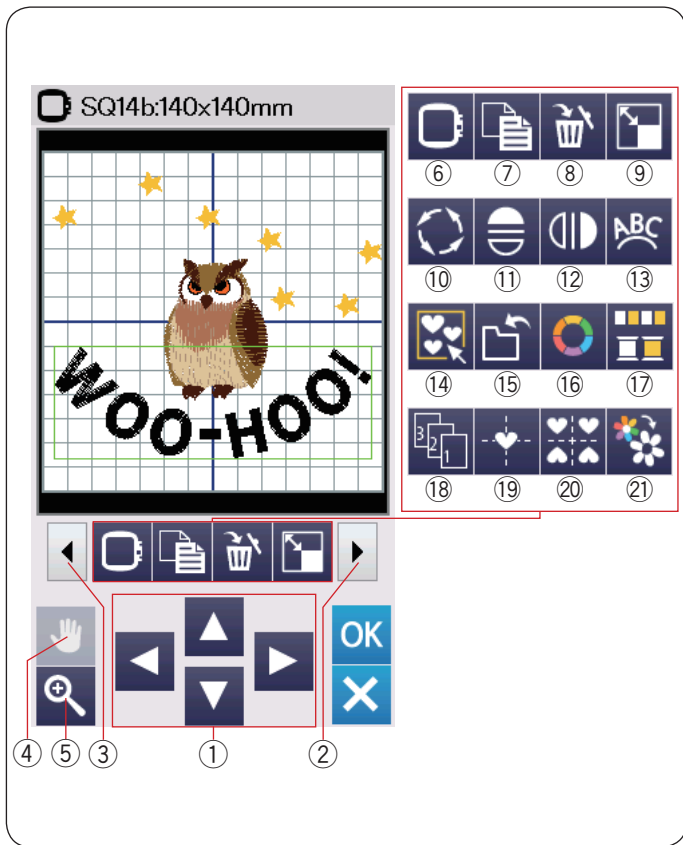 SQ14b:140x140mm
WOO-HOO!
⑥ ⑦ ⑧ ⑨
ABC
⑩ ⑪ ⑫ ⑬
⑭ ⑮ ⑯ ⑰
3 2 1
⑱ ⑲ ⑳ ㉑
OK
④ ⑤ ③ ① ②